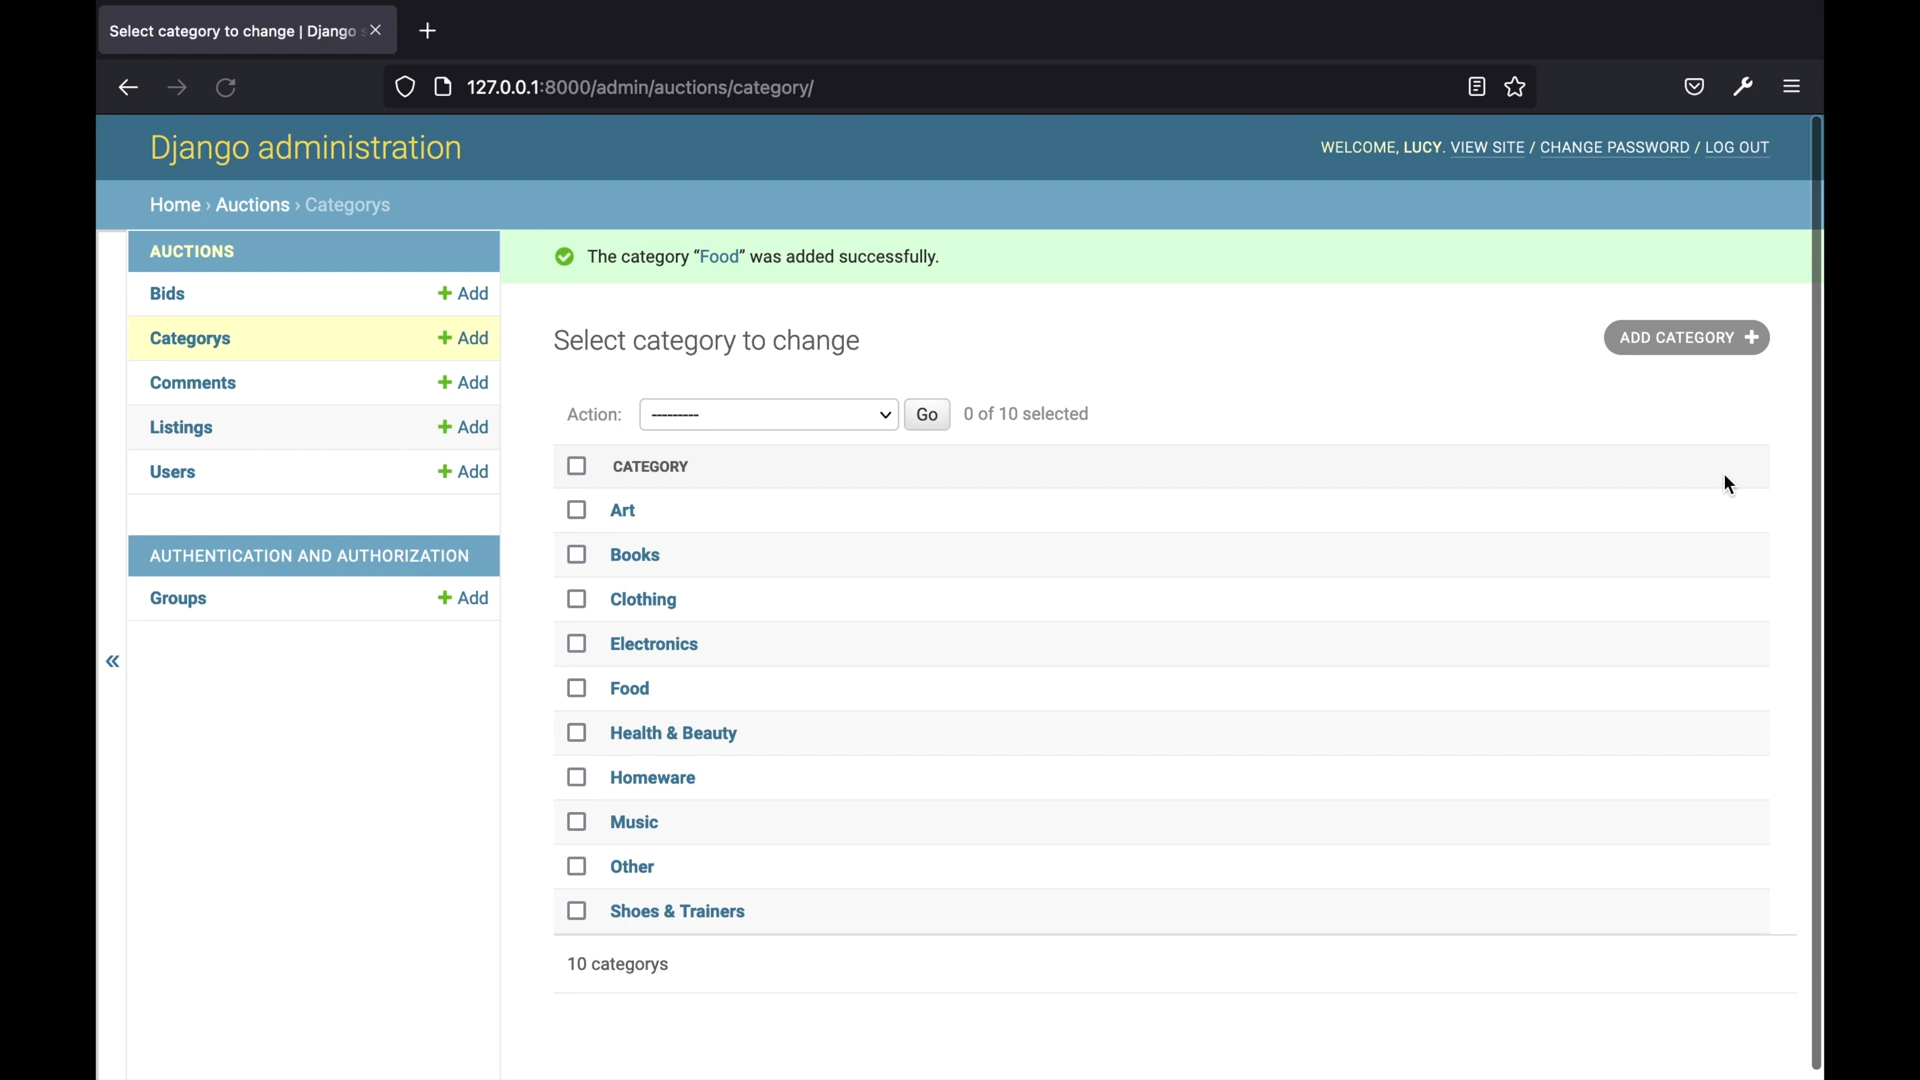 Select category to change | Django
127.0.0.1:8000/admin/auctions/category/
Django administration
WELCOME, LUCY. VIEW SITE / CHANGE PASSWORD / LOG OUT
Home › Auctions › Categorys
AUCTIONS
Bids + Add
Categorys + Add
Comments + Add
Listings + Add
Users + Add
AUTHENTICATION AND AUTHORIZATION
Groups + Add
«
The category “Food” was added successfully.
Select category to change
ADD CATEGORY +
Action: --------- Go 0 of 10 selected
CATEGORY
Art
Books
Clothing
Electronics
Food
Health & Beauty
Homeware
Music
Other
Shoes & Trainers
10 categorys